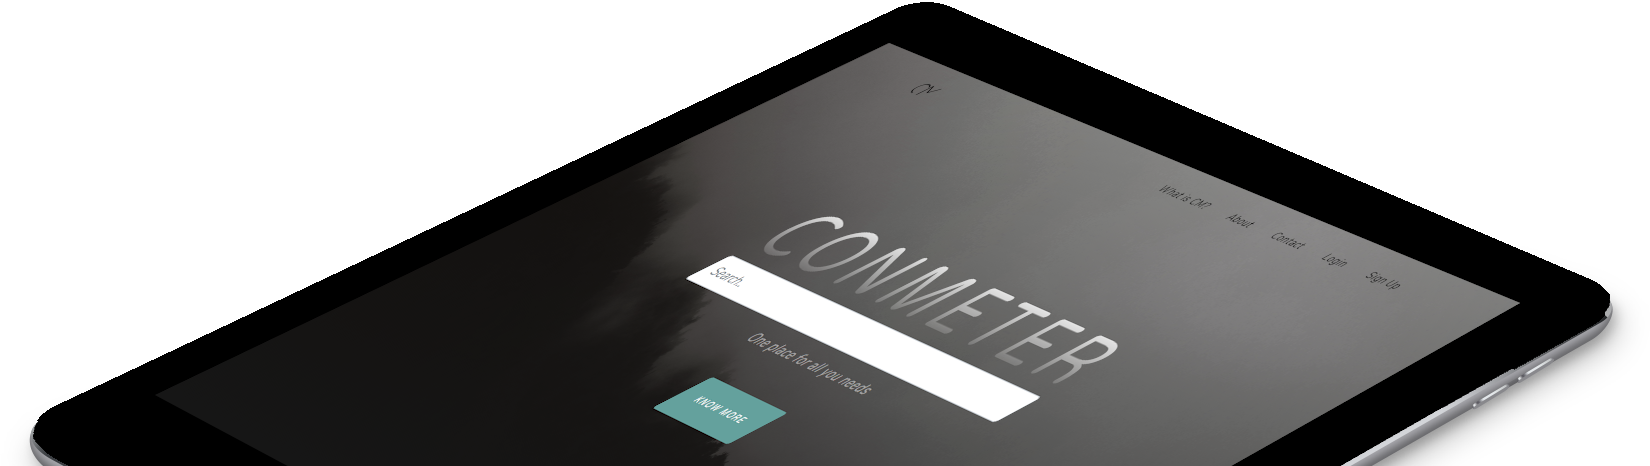 CM
What is CM? About Contact Login Sign Up
CONMETER
Search..
One place for all you needs
KNOW MORE